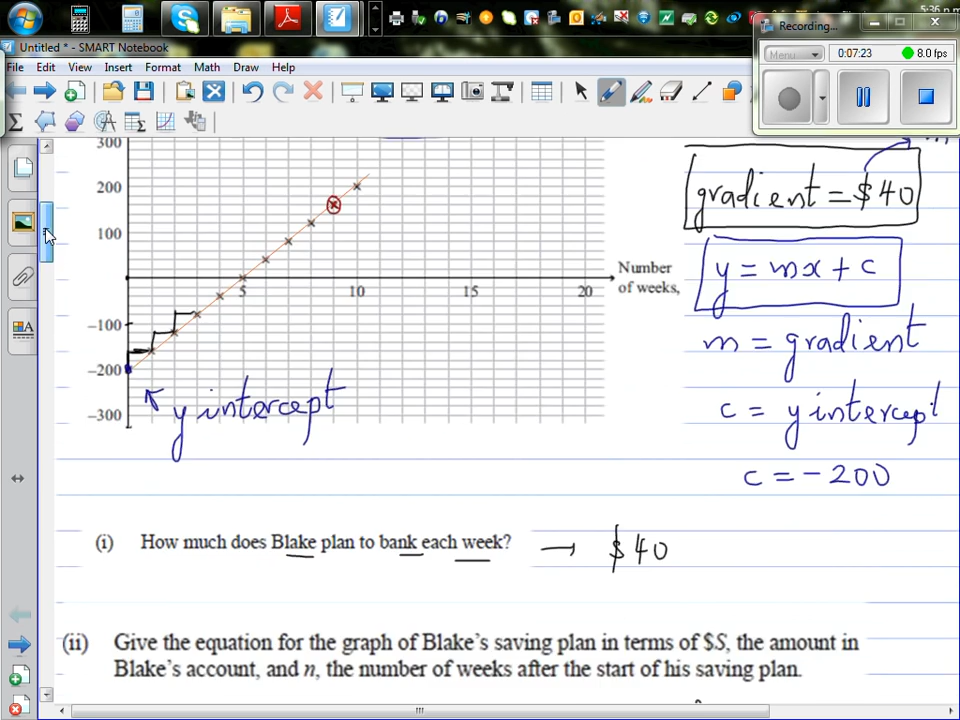 5:36 p.m
Untitled * - SMART Notebook
Recording...
Menu
0:07:23
8.0 fps
File Edit View Insert Format Math Draw Help
300
200
100
-100
-200
-300
5
10
15
20
Number
of weeks,
y intercept
m
gradient = $40
y = mx + c
m = gradient
c = y intercept
c = -200
(i) How much does Blake plan to bank each week? → $40
(ii) Give the equation for the graph of Blake's saving plan in terms of $S, the amount in
Blake's account, and n, the number of weeks after the start of his saving plan.